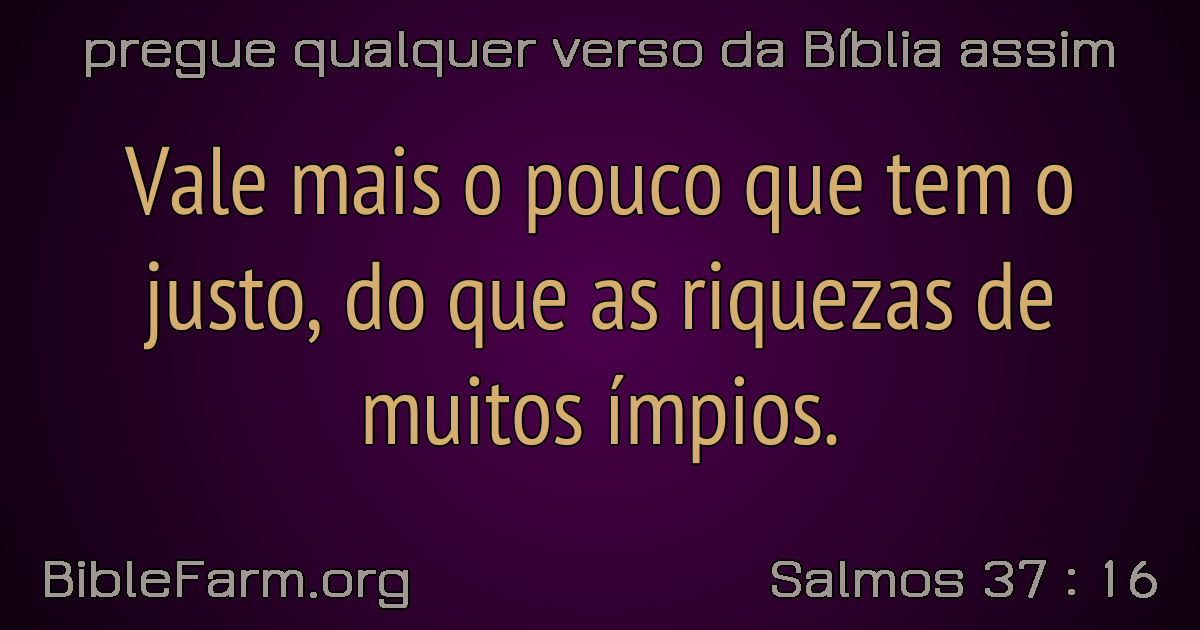 pregue qualquer verso da Bíblia assim
Vale mais o pouco que tem o
justo, do que as riquezas de
muitos ímpios.
BibleFarm.org
Salmos 37 : 16